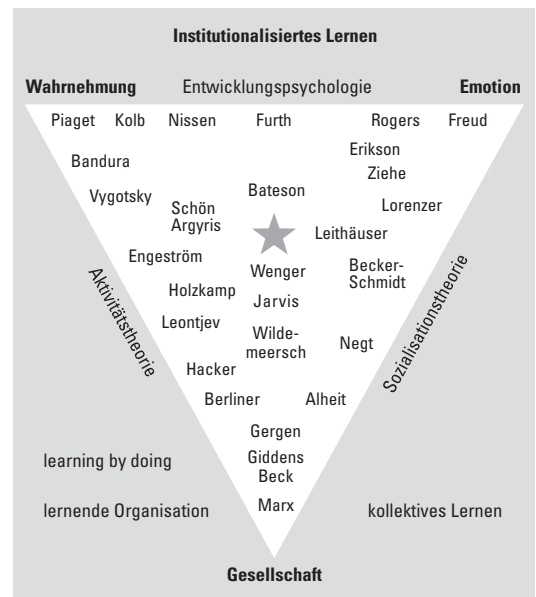 Institutionalisiertes Lernen
Wahrnehmung Entwicklungspsychologie Emotion
Piaget Kolb Nissen Furth Rogers Freud
Erikson
Bandura
Ziehe
Vygotsky
Bateson
Schön
Argyris
Lorenzer
Leithäuser
Engeström
Wenger
Becker-
Schmidt
Holzkamp
Jarvis
Aktivitätstheorie
Sozialisationstheorie
Leontjev
Wilde-
meersch
Negt
Hacker
Berliner Alheit
Gergen
learning by doing
Giddens
Beck
lernende Organisation
Marx
kollektives Lernen
Gesellschaft